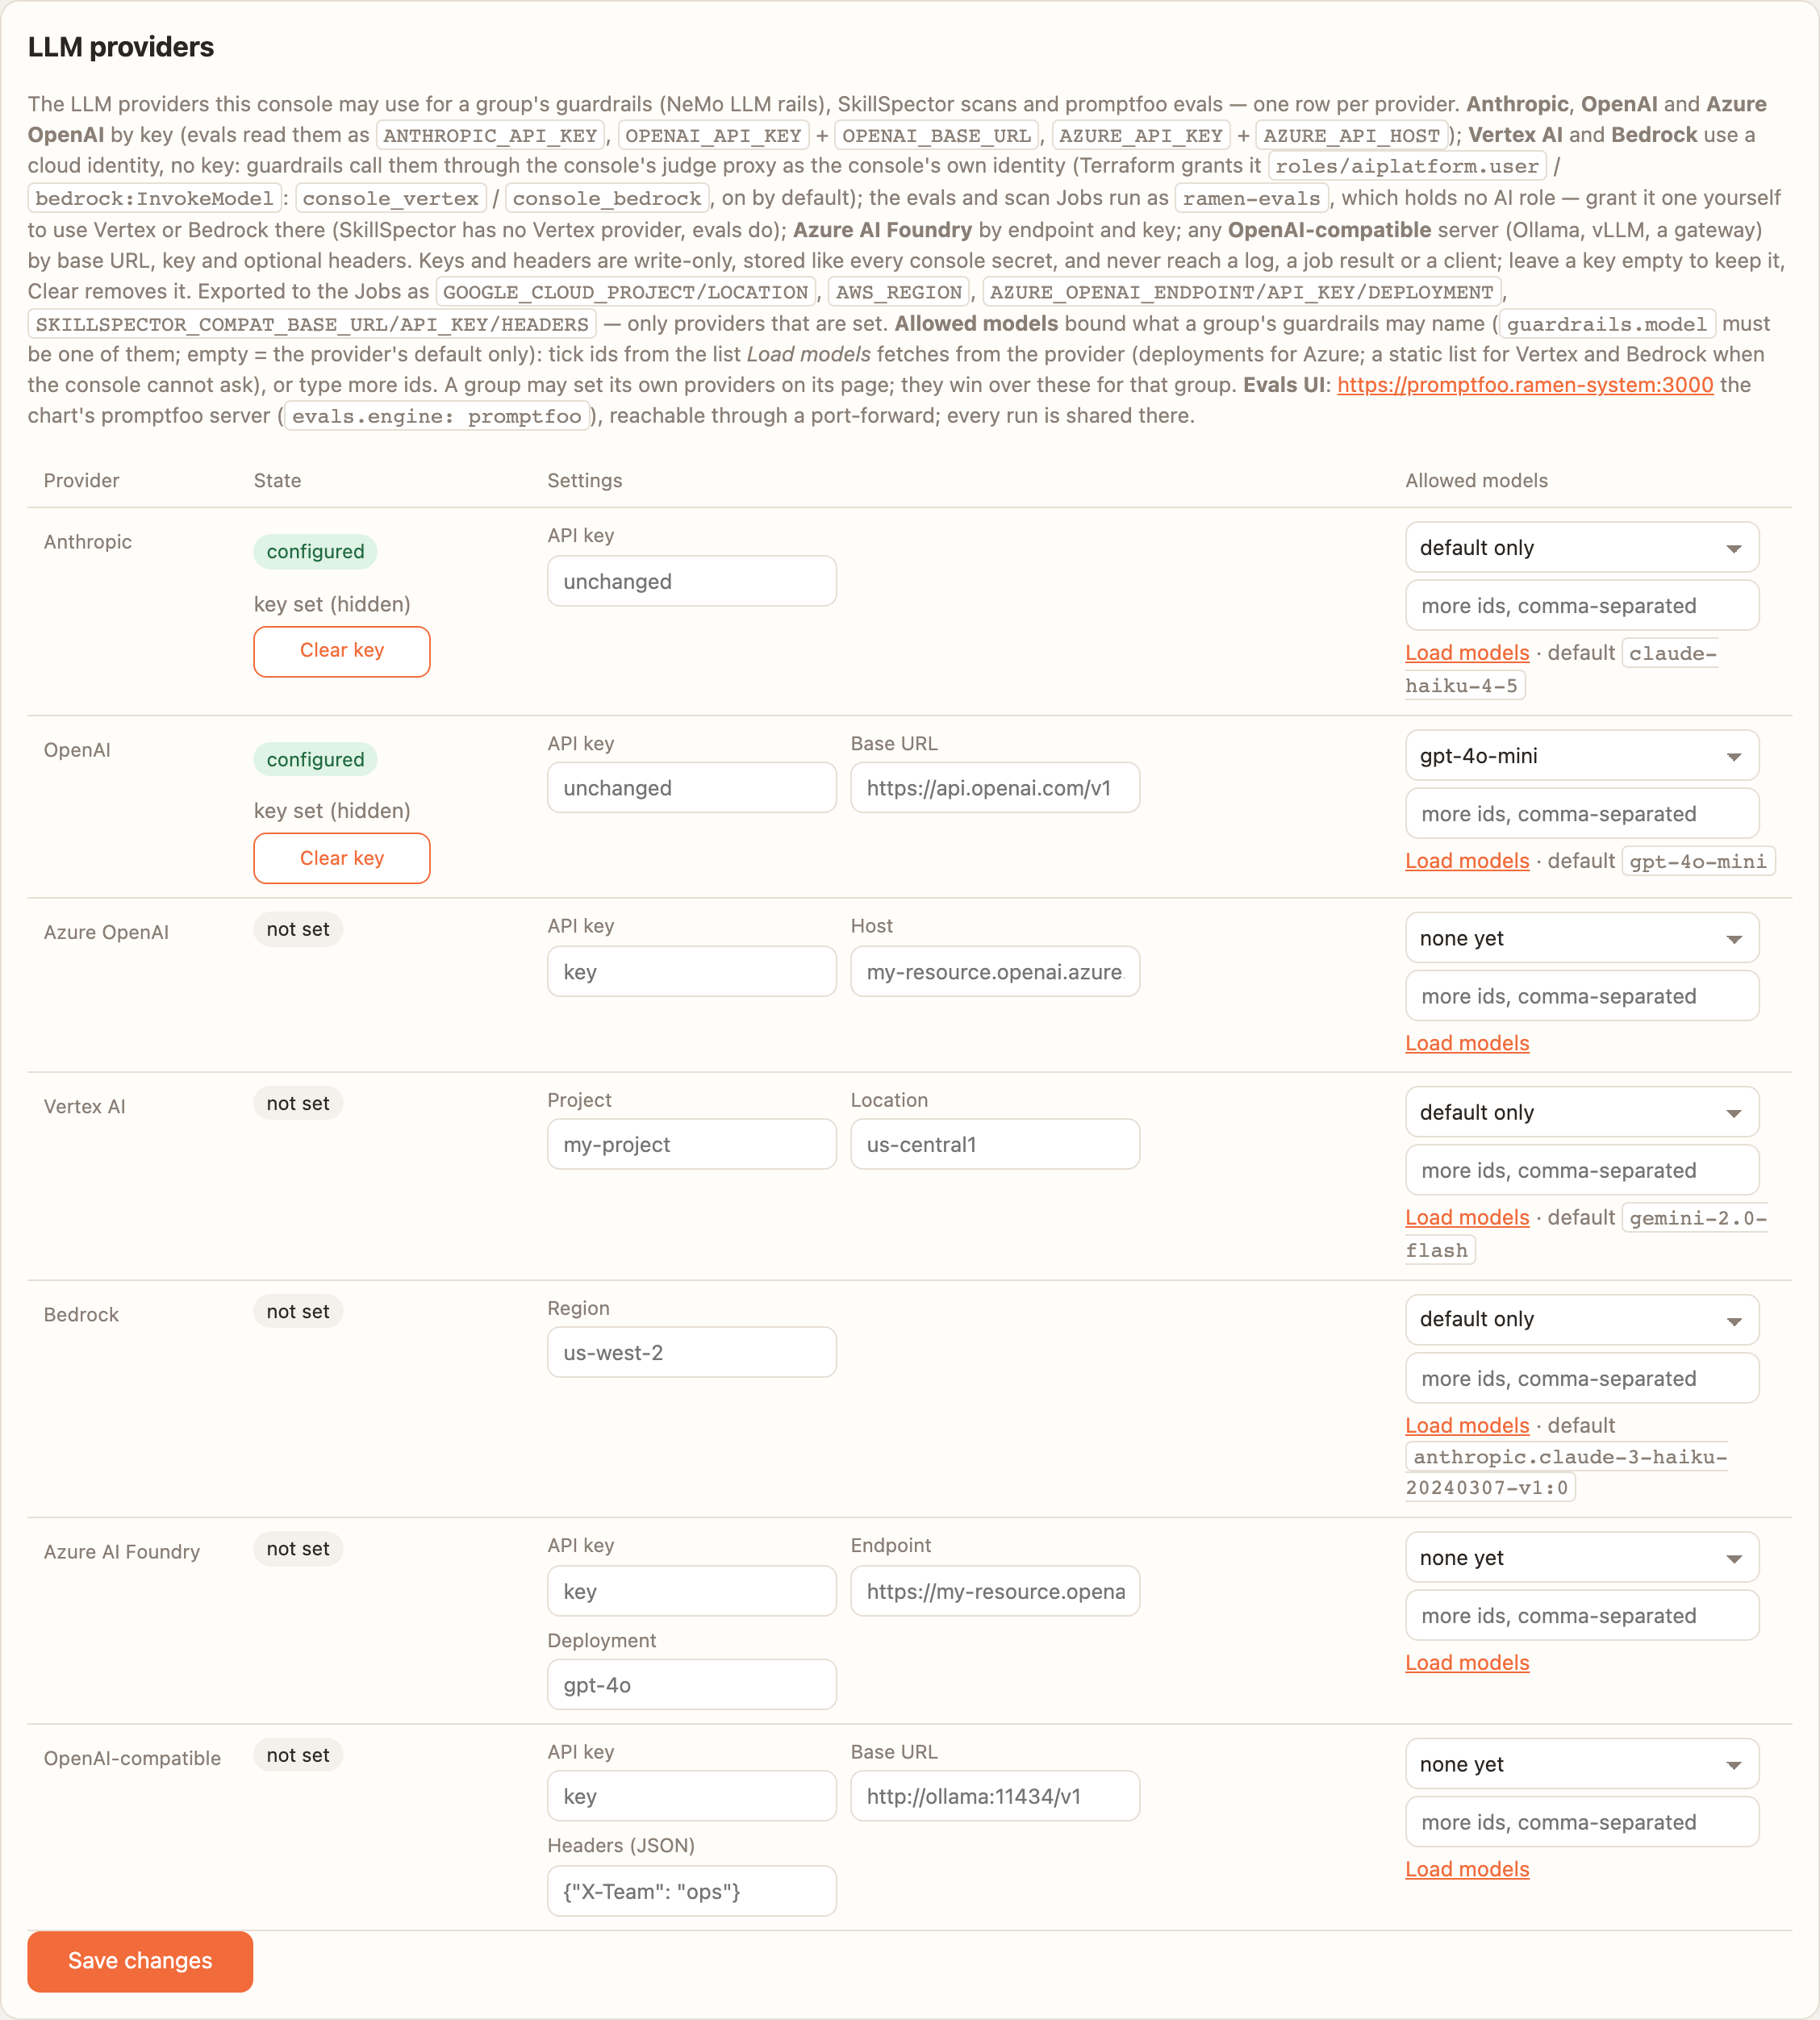 LLM providers
The LLM providers this console may use for a group's guardrails (NeMo LLM rails), SkillSpector scans and promptfoo evals — one row per provider. Anthropic, OpenAI and Azure
OpenAI by key (evals read them as ANTHROPIC_API_KEY, OPENAI_API_KEY + OPENAI_BASE_URL, AZURE_API_KEY + AZURE_API_HOST); Vertex AI and Bedrock use a
cloud identity, no key: guardrails call them through the console's judge proxy as the console's own identity (Terraform grants it roles/aiplatform.user /
bedrock:InvokeModel: console_vertex / console_bedrock, on by default); the evals and scan Jobs run as ramen-evals, which holds no AI role — grant it one yourself
to use Vertex or Bedrock there (SkillSpector has no Vertex provider, evals do); Azure AI Foundry by endpoint and key; any OpenAI-compatible server (Ollama, vLLM, a gateway)
by base URL, key and optional headers. Keys and headers are write-only, stored like every console secret, and never reach a log, a job result or a client; leave a key empty to keep it,
Clear removes it. Exported to the Jobs as GOOGLE_CLOUD_PROJECT/LOCATION, AWS_REGION, AZURE_OPENAI_ENDPOINT/API_KEY/DEPLOYMENT,
SKILLSPECTOR_COMPAT_BASE_URL/API_KEY/HEADERS — only providers that are set. Allowed models bound what a group's guardrails may name (guardrails.model must
be one of them; empty = the provider's default only): tick ids from the list Load models fetches from the provider (deployments for Azure; a static list for Vertex and Bedrock when
the console cannot ask), or type more ids. A group may set its own providers on its page; they win over these for that group. Evals UI: https://promptfoo.ramen-system:3000 the
chart's promptfoo server (evals.engine: promptfoo), reachable through a port-forward; every run is shared there.
Provider State Settings Allowed models
Anthropic
configured
key set (hidden)
Clear key
API key
unchanged
default only
more ids, comma-separated
Load models · default claude-
haiku-4-5
OpenAI
configured
key set (hidden)
Clear key
API key
unchanged
Base URL
https://api.openai.com/v1
gpt-4o-mini
more ids, comma-separated
Load models · default gpt-4o-mini
Azure OpenAI
not set
API key
key
Host
my-resource.openai.azure.
none yet
more ids, comma-separated
Load models
Vertex AI
not set
Project
my-project
Location
us-central1
default only
more ids, comma-separated
Load models · default gemini-2.0-
flash
Bedrock
not set
Region
us-west-2
default only
more ids, comma-separated
Load models · default
anthropic.claude-3-haiku-
20240307-v1:0
Azure AI Foundry
not set
API key
key
Endpoint
https://my-resource.opena
Deployment
gpt-4o
none yet
more ids, comma-separated
Load models
OpenAI-compatible
not set
API key
key
Base URL
http://ollama:11434/v1
Headers (JSON)
{"X-Team": "ops"}
none yet
more ids, comma-separated
Load models
Save changes